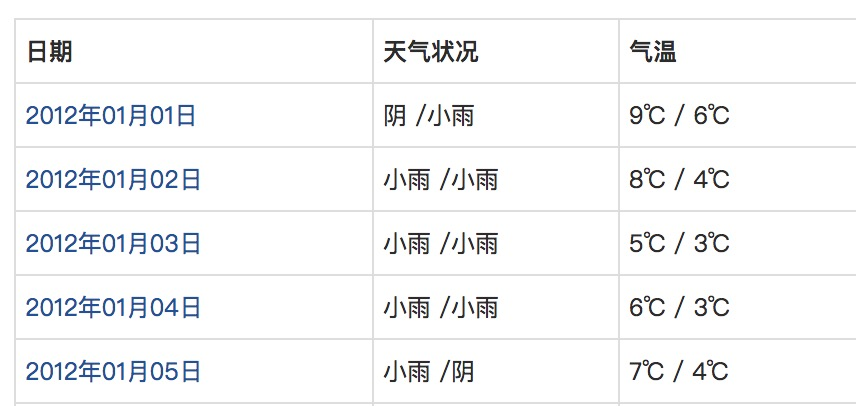 日期 天气状况 气温
2012年01月01日 阴 /小雨 9℃ / 6℃
2012年01月02日 小雨 /小雨 8℃ / 4℃
2012年01月03日 小雨 /小雨 5℃ / 3℃
2012年01月04日 小雨 /小雨 6℃ / 3℃
2012年01月05日 小雨 /阴 7℃ / 4℃